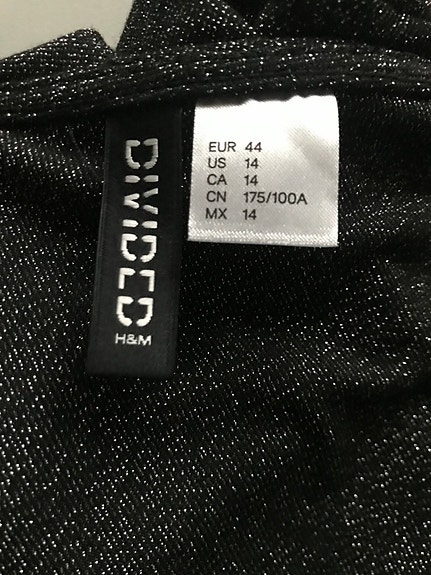 DIVIDED
H&M
EUR 44
US 14
CA 14
CN 175/100A
MX 14